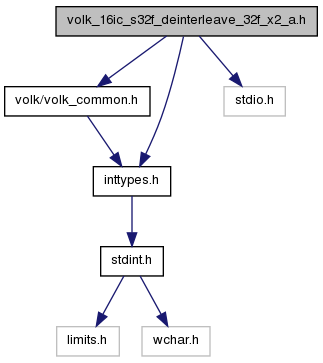 volk_16ic_s32f_deinterleave_32f_x2_a.h
volk/volk_common.h
stdio.h
inttypes.h
stdint.h
limits.h
wchar.h